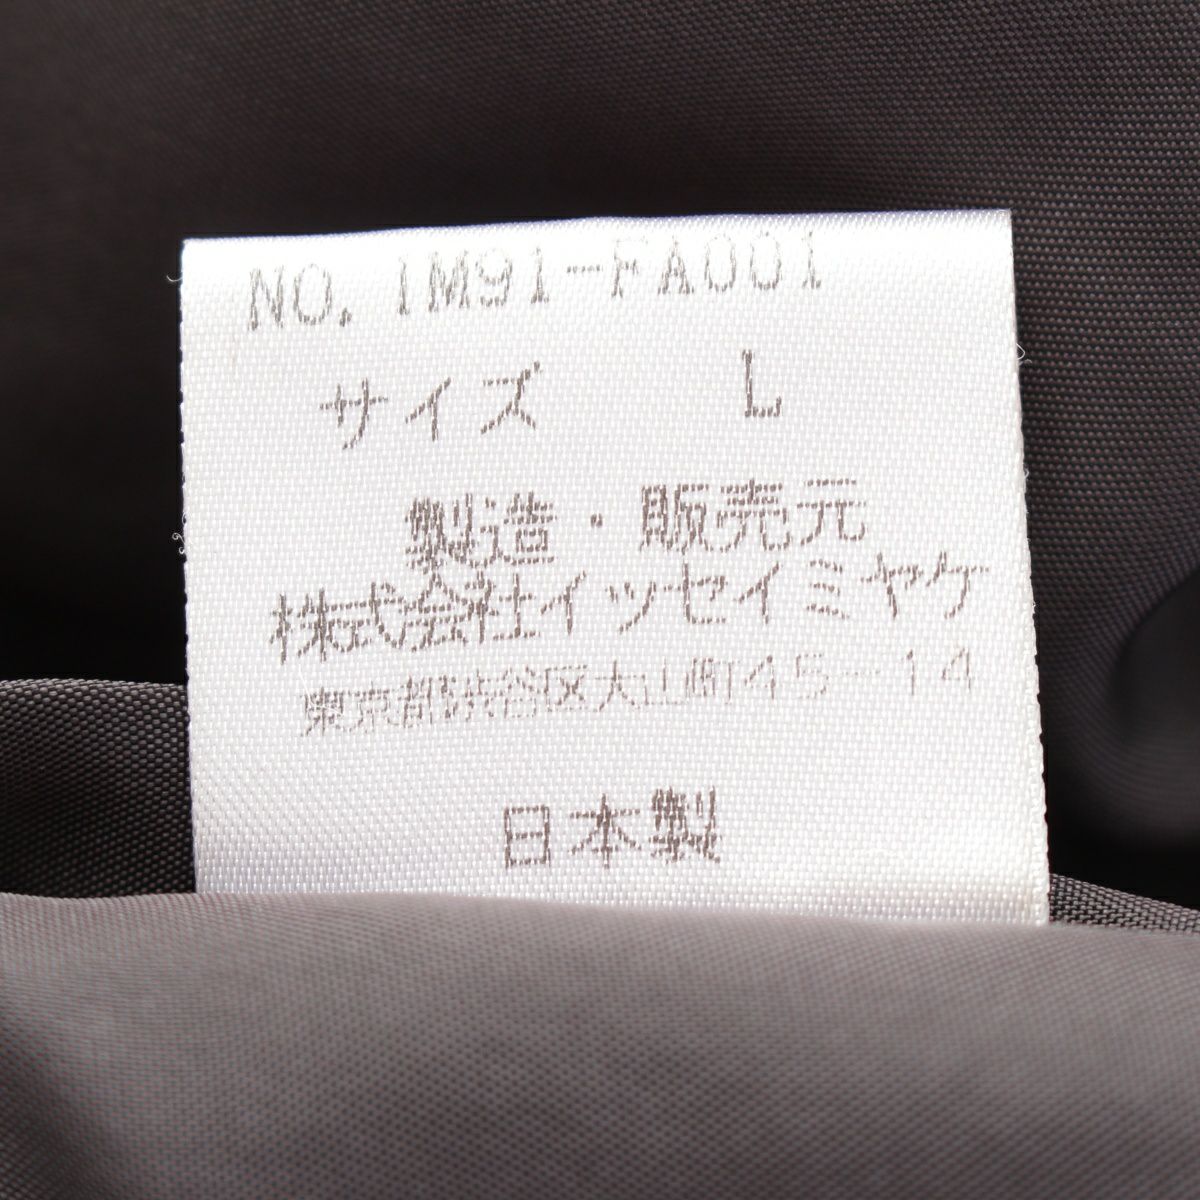 NO. IM91-FA001
サイズ L
製造・販売元
株式会社イッセイミヤケ
東京都渋谷区大山町45-14
日本製